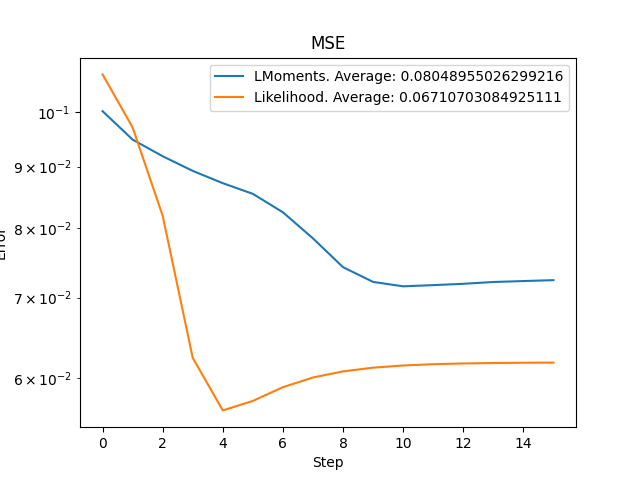 MSE
LMoments. Average: 0.08048955026299216
Likelihood. Average: 0.06710703084925111
10⁻¹
9 × 10⁻²
8 × 10⁻²
7 × 10⁻²
6 × 10⁻²
Error
0 2 4 6 8 10 12 14
Step